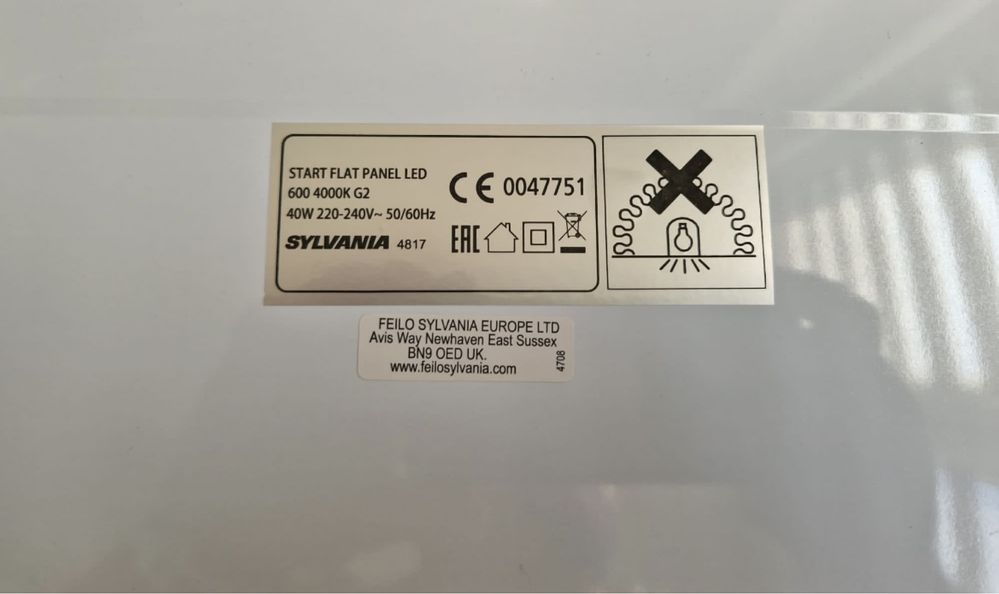 START FLAT PANEL LED
600 4000K G2
40W 220-240V~ 50/60Hz
SYLVANIA 4817
CE 0047751
EAC
FEILO SYLVANIA EUROPE LTD
Avis Way Newhaven East Sussex
BN9 OED UK.
www.feilosylvania.com
4708